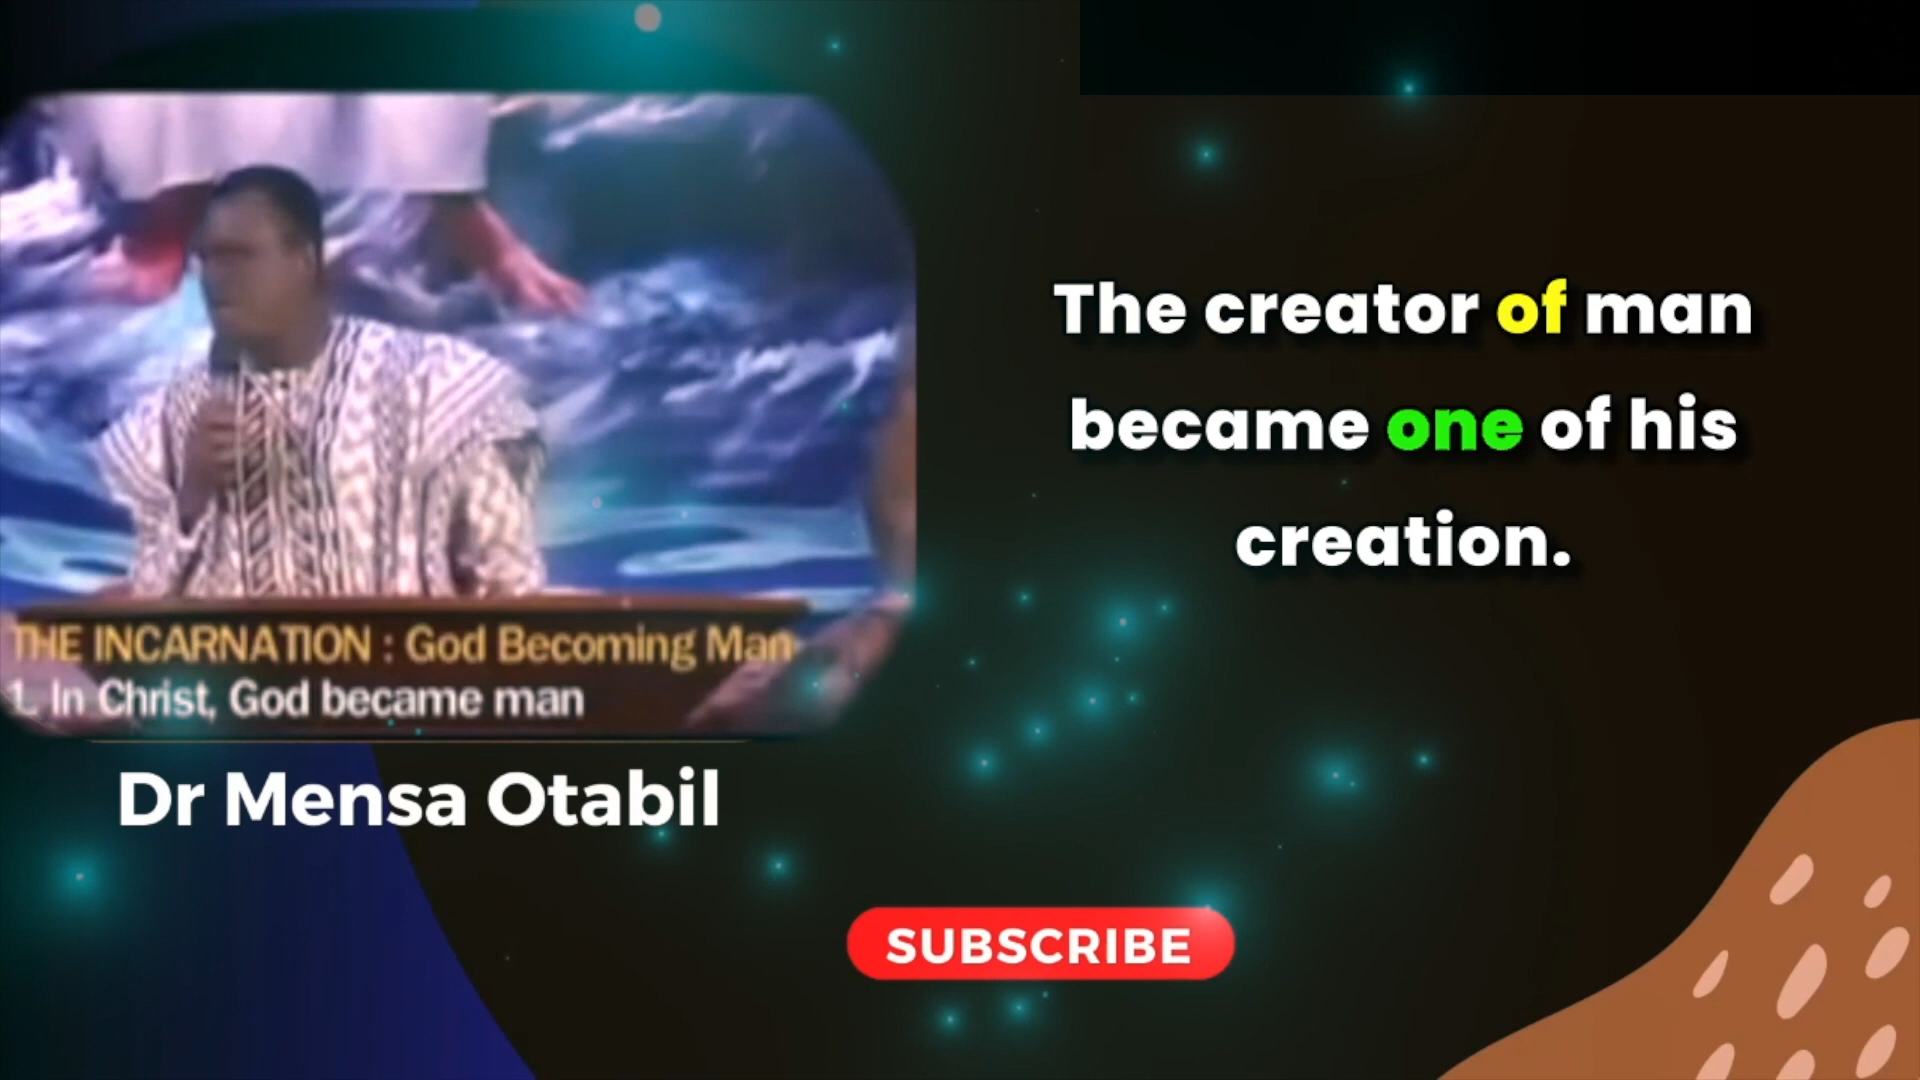 THE INCARNATION : God Becoming Man
1. In Christ, God became man
Dr Mensa Otabil
The creator of man
became one of his
creation.
SUBSCRIBE